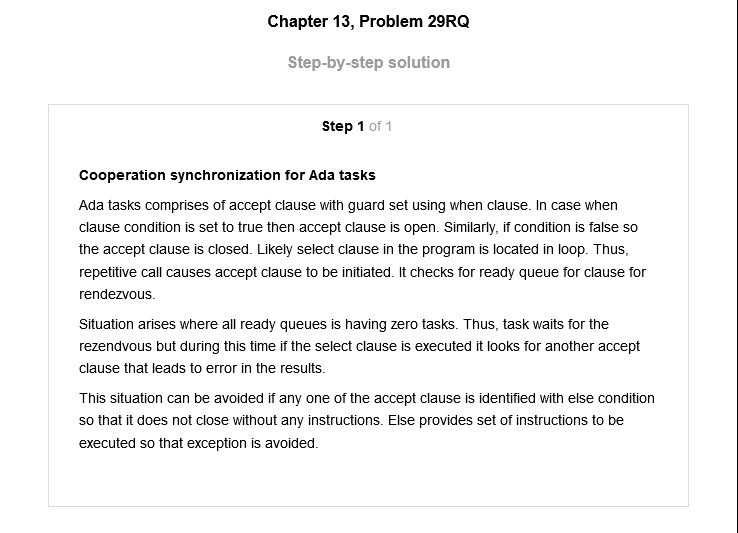 Chapter 13, Problem 29RQ
Step-by-step solution
Step 1 of 1
Cooperation synchronization for Ada tasks
Ada tasks comprises of accept clause with guard set using when clause. In case when
clause condition is set to true then accept clause is open. Similarly, if condition is false so
the accept clause is closed. Likely select clause in the program is located in loop. Thus,
repetitive call causes accept clause to be initiated. It checks for ready queue for clause for
rendezvous.
Situation arises where all ready queues is having zero tasks. Thus, task waits for the
rezendvous but during this time if the select clause is executed it looks for another accept
clause that leads to error in the results.
This situation can be avoided if any one of the accept clause is identified with else condition
so that it does not close without any instructions. Else provides set of instructions to be
executed so that exception is avoided.